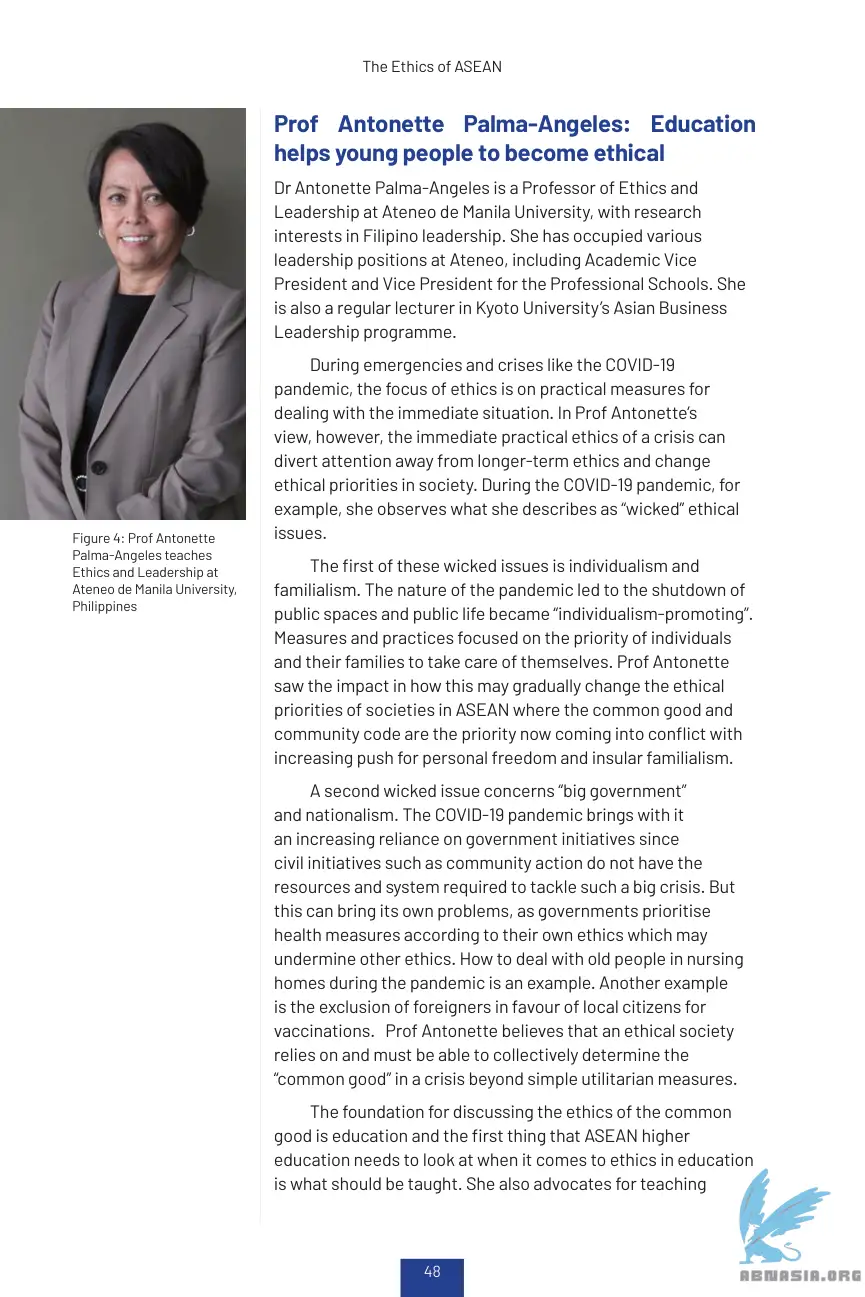 The Ethics of ASEAN
Prof Antonette Palma-Angeles: Education
helps young people to become ethical
Dr Antonette Palma-Angeles is a Professor of Ethics and
Leadership at Ateneo de Manila University, with research
interests in Filipino leadership. She has occupied various
leadership positions at Ateneo, including Academic Vice
President and Vice President for the Professional Schools. She
is also a regular lecturer in Kyoto University’s Asian Business
Leadership programme.
During emergencies and crises like the COVID-19
pandemic, the focus of ethics is on practical measures for
dealing with the immediate situation. In Prof Antonette’s
view, however, the immediate practical ethics of a crisis can
divert attention away from longer-term ethics and change
ethical priorities in society. During the COVID-19 pandemic, for
example, she observes what she describes as “wicked” ethical
issues.
The first of these wicked issues is individualism and
familialism. The nature of the pandemic led to the shutdown of
public spaces and public life became “individualism-promoting”.
Measures and practices focused on the priority of individuals
and their families to take care of themselves. Prof Antonette
saw the impact in how this may gradually change the ethical
priorities of societies in ASEAN where the common good and
community code are the priority now coming into conflict with
increasing push for personal freedom and insular familialism.
A second wicked issue concerns “big government”
and nationalism. The COVID-19 pandemic brings with it
an increasing reliance on government initiatives since
civil initiatives such as community action do not have the
resources and system required to tackle such a big crisis. But
this can bring its own problems, as governments prioritise
health measures according to their own ethics which may
undermine other ethics. How to deal with old people in nursing
homes during the pandemic is an example. Another example
is the exclusion of foreigners in favour of local citizens for
vaccinations. Prof Antonette believes that an ethical society
relies on and must be able to collectively determine the
“common good” in a crisis beyond simple utilitarian measures.
The foundation for discussing the ethics of the common
good is education and the first thing that ASEAN higher
education needs to look at when it comes to ethics in education
is what should be taught. She also advocates for teaching
Figure 4: Prof Antonette
Palma-Angeles teaches
Ethics and Leadership at
Ateneo de Manila University,
Philippines
48
ABNASIA.ORG